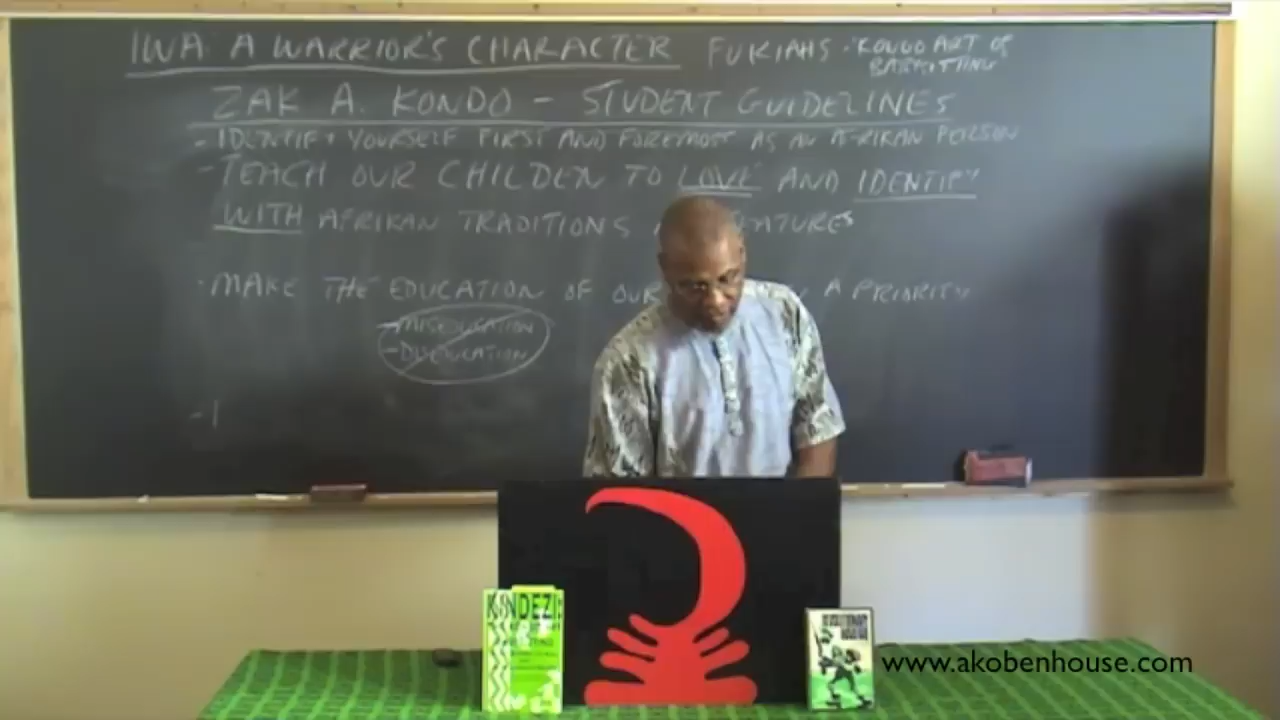 IWA A WARRIOR'S CHARACTER FUKIAHS - "KONGO ART OF
BABYSITTING"
ZAK A. KONDO - STUDENT GUIDELINES
- IDENTIFY YOURSELF FIRST AND FOREMOST AS AN AFRIKAN PERSON
- TEACH OUR CHILDEN TO LOVE AND IDENTIFY
WITH AFRIKAN TRADITIONS
- MAKE THE EDUCATION OF OUR A PRIORITY
- MISEDUCATION
- DISEDUCATION
KINDEZI:
www.akobenhouse.com